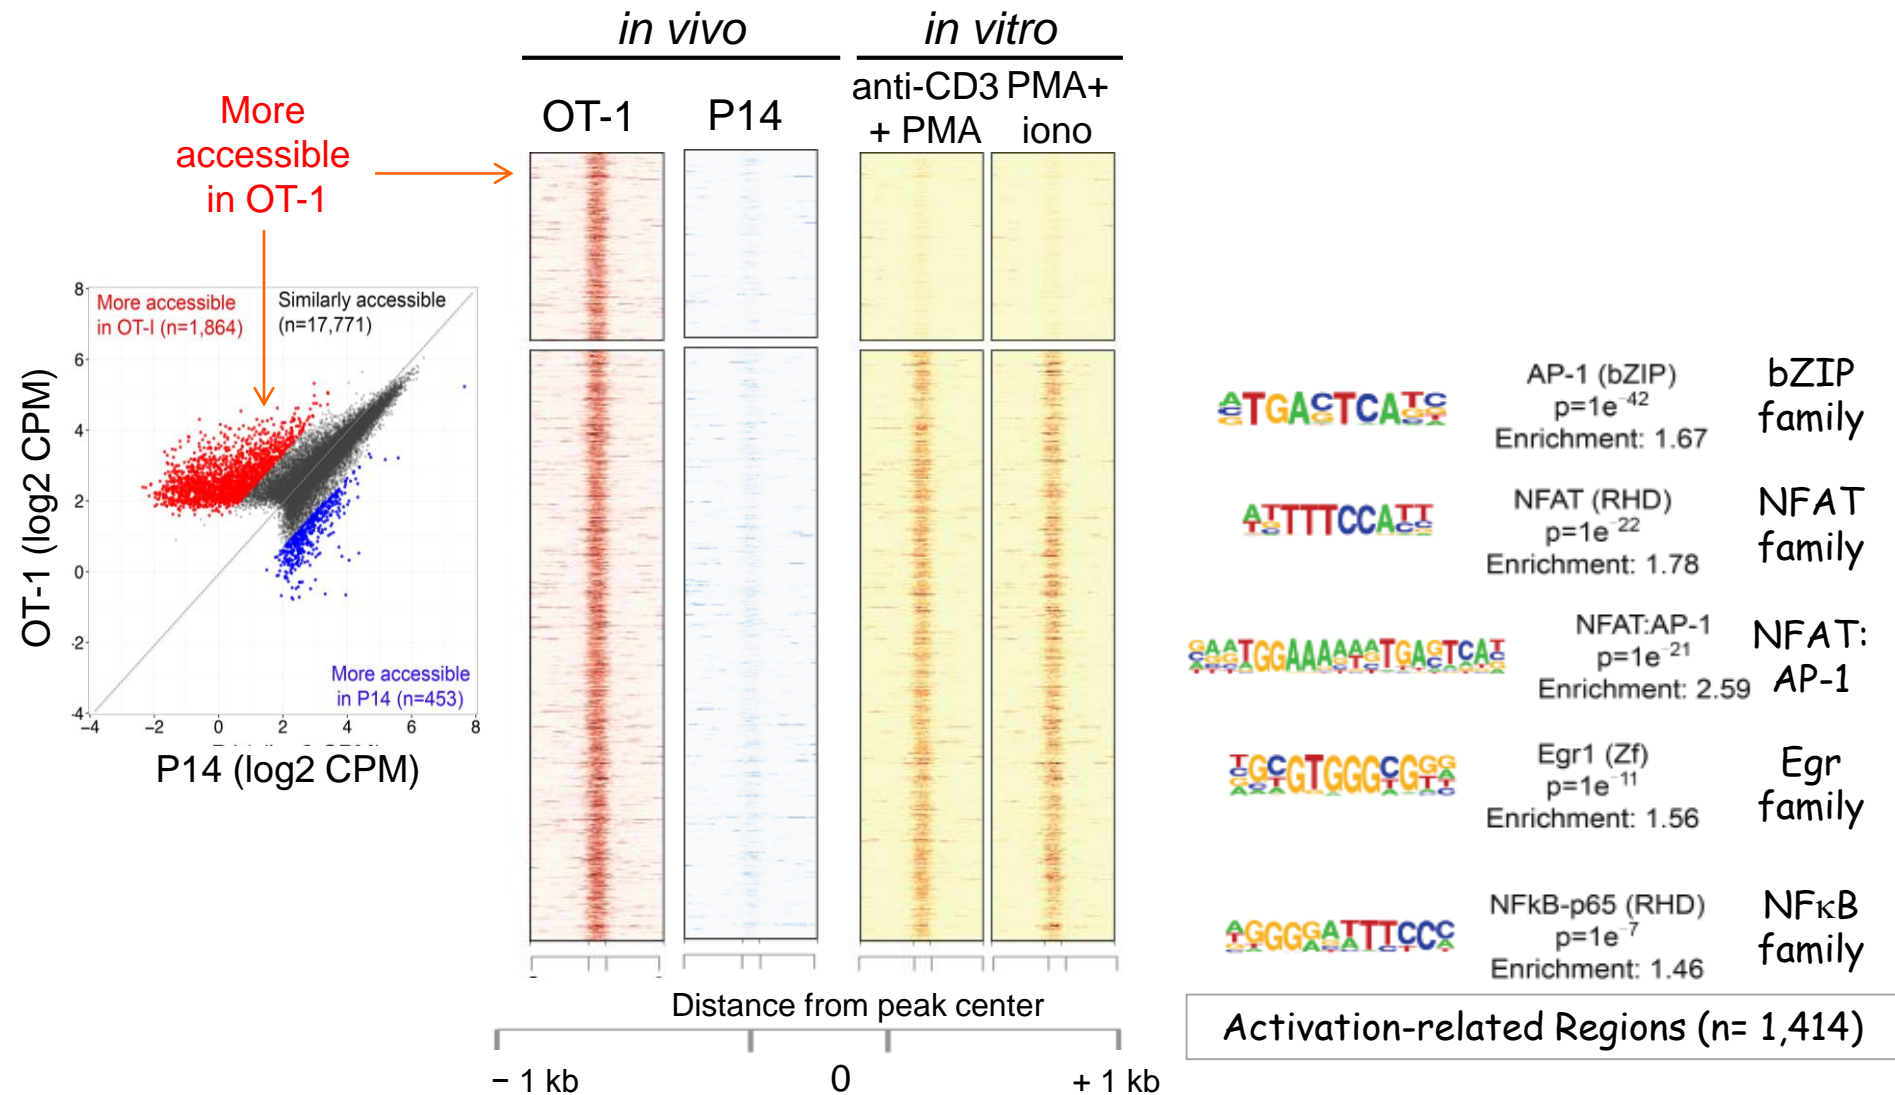 in vivo
in vitro
OT-1
P14
anti-CD3
+ PMA
PMA+
iono
More
accessible
in OT-1
More accessible
in OT-I (n=1,864)
Similarly accessible
(n=17,771)
More accessible
in P14 (n=453)
8
6
4
2
0
-2
-4
−4
−2
0
2
4
6
8
OT-1 (log2 CPM)
P14 (log2 CPM)
Distance from peak center
− 1 kb
0
+ 1 kb
ATGACTCATC
AP-1 (bZIP)
p=1e-42
Enrichment: 1.67
bZIP
family
ATTTTCCATT
NFAT (RHD)
p=1e-22
Enrichment: 1.78
NFAT
family
GAATGGAAAAAATGAGTCAT
NFAT:AP-1
p=1e-21
Enrichment: 2.59
NFAT:
AP-1
TGCGTGGGCGGG
Egr1 (Zf)
p=1e-11
Enrichment: 1.56
Egr
family
AGGGGATTTCCC
NFkB-p65 (RHD)
p=1e-7
Enrichment: 1.46
NFκB
family
Activation-related Regions (n= 1,414)